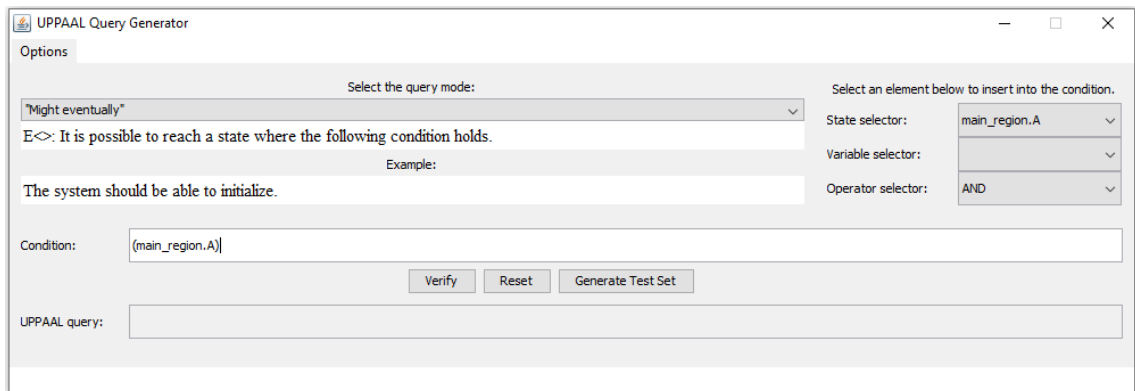 UPPAAL Query Generator
Options
Select the query mode:
"Might eventually"
E<>: It is possible to reach a state where the following condition holds.
Example:
The system should be able to initialize.
Select an element below to insert into the condition.
State selector: main_region.A
Variable selector:
Operator selector: AND
Condition: (main_region.A)
Verify Reset Generate Test Set
UPPAAL query: